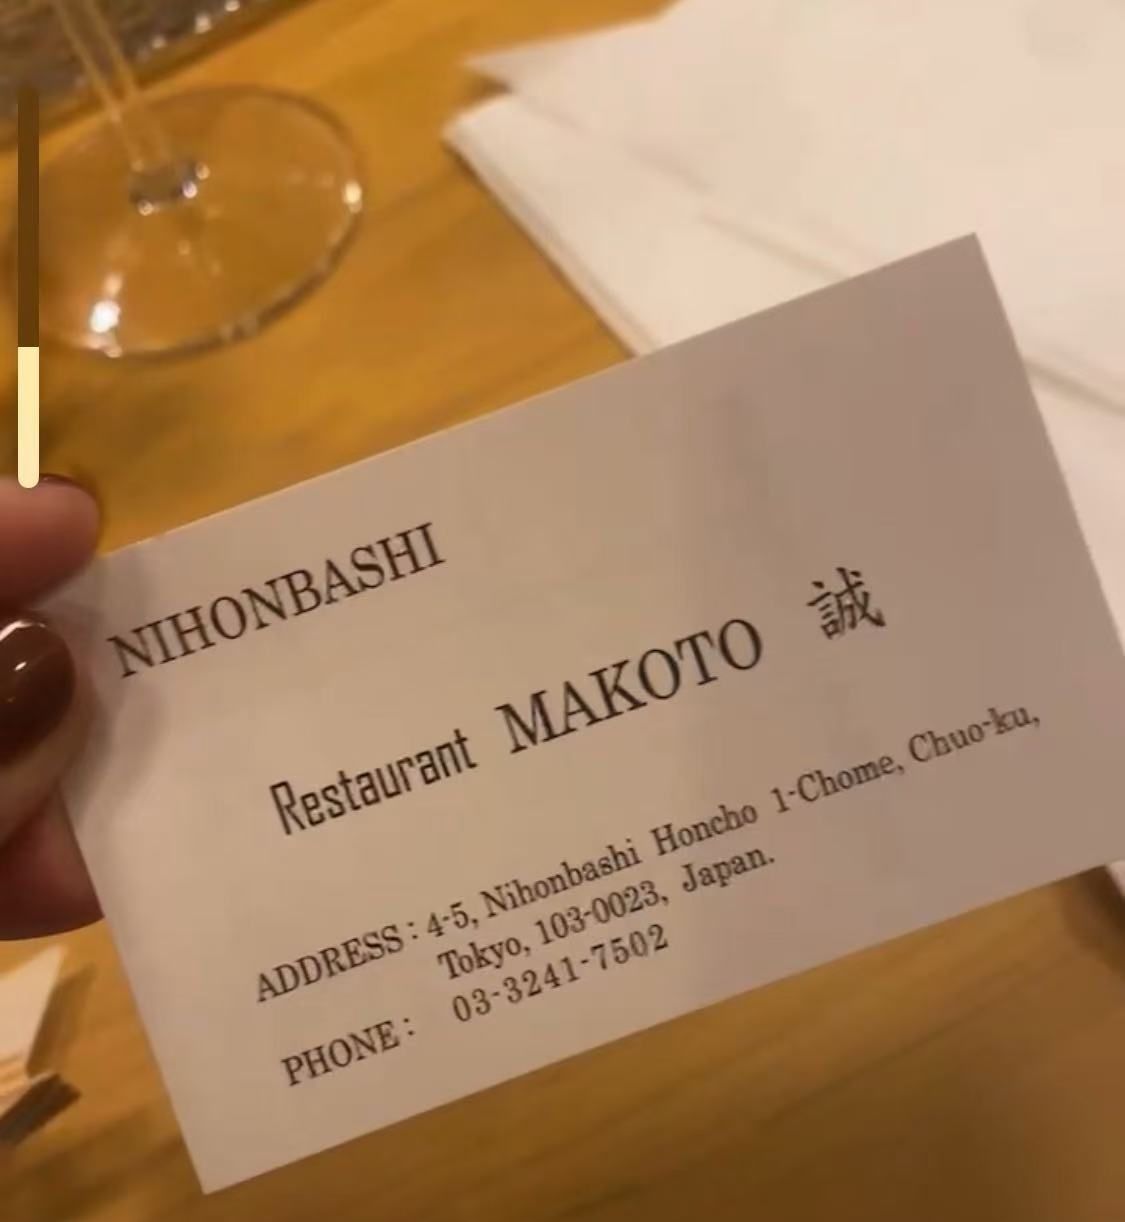 NIHONBASHI
Restaurant MAKOTO 誠
ADDRESS : 4-5, Nihonbashi Honcho 1-Chome, Chuo-ku,
Tokyo, 103-0023, Japan.
PHONE : 03-3241-7502